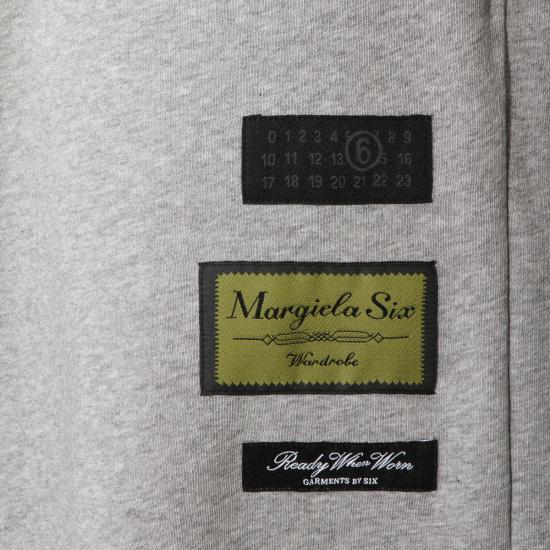 0 1 2 3 4 5 6 7 8 9
10 11 12 13 15 16
17 18 19 20 21 22 23
Margiela Six
Wardrobe
Ready When Worn
GARMENTS BY SIX